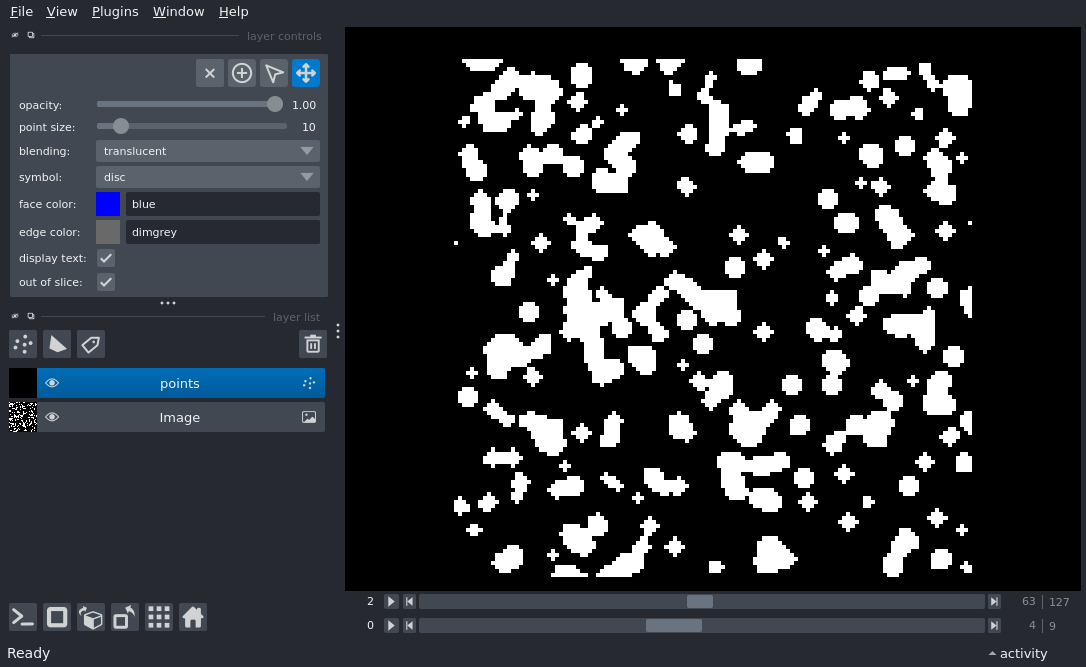 File View Plugins Window Help
layer controls
opacity: 1.00
point size: 10
blending: translucent
symbol: disc
face color: blue
edge color: dimgrey
display text:
out of slice:
layer list
points
Image
2 63 127
0 4 9
Ready activity